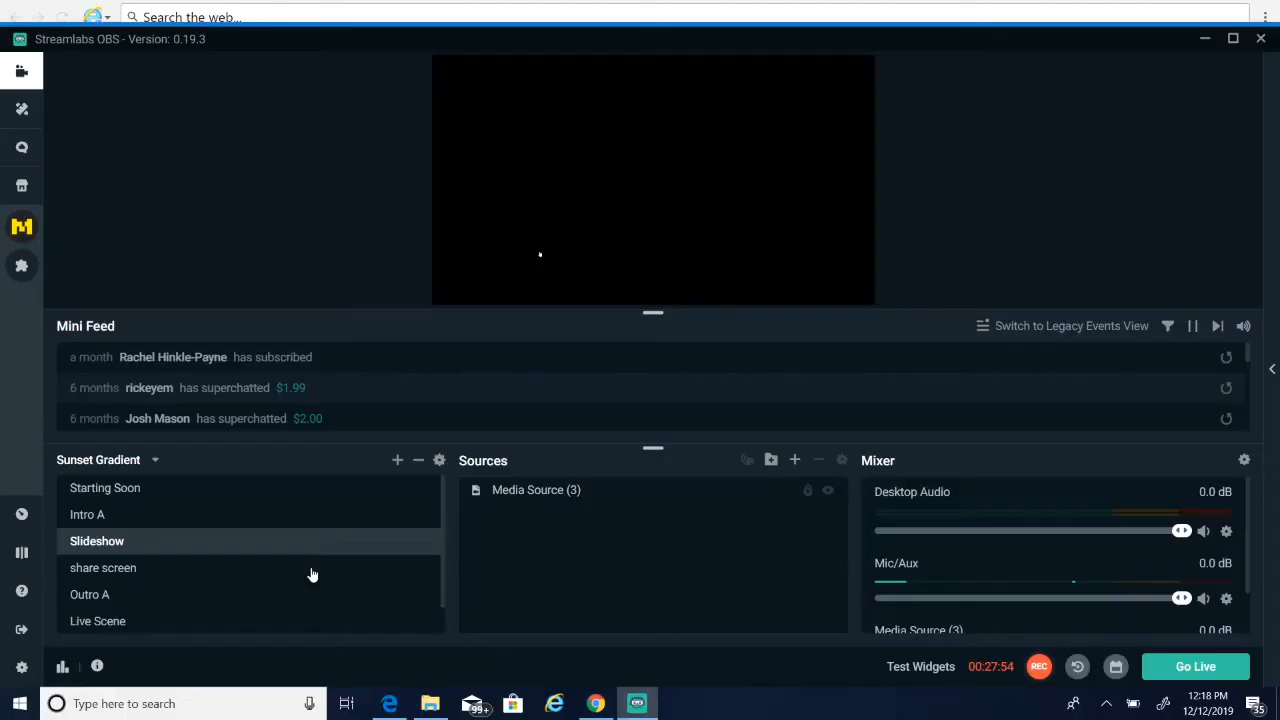 Search the web...
Streamlabs OBS - Version: 0.19.3
Mini Feed
Switch to Legacy Events View
a month Rachel Hinkle-Payne has subscribed
6 months rickeyem has superchatted $1.99
6 months Josh Mason has superchatted $2.00
Sunset Gradient
Starting Soon
Intro A
Slideshow
share screen
Outro A
Live Scene
Sources
Media Source (3)
Mixer
Desktop Audio 0.0 dB
Mic/Aux 0.0 dB
Media Source (3) 0.0 dB
Test Widgets 00:27:54 REC Go Live
Type here to search
99+
12:18 PM
12/12/2019
35